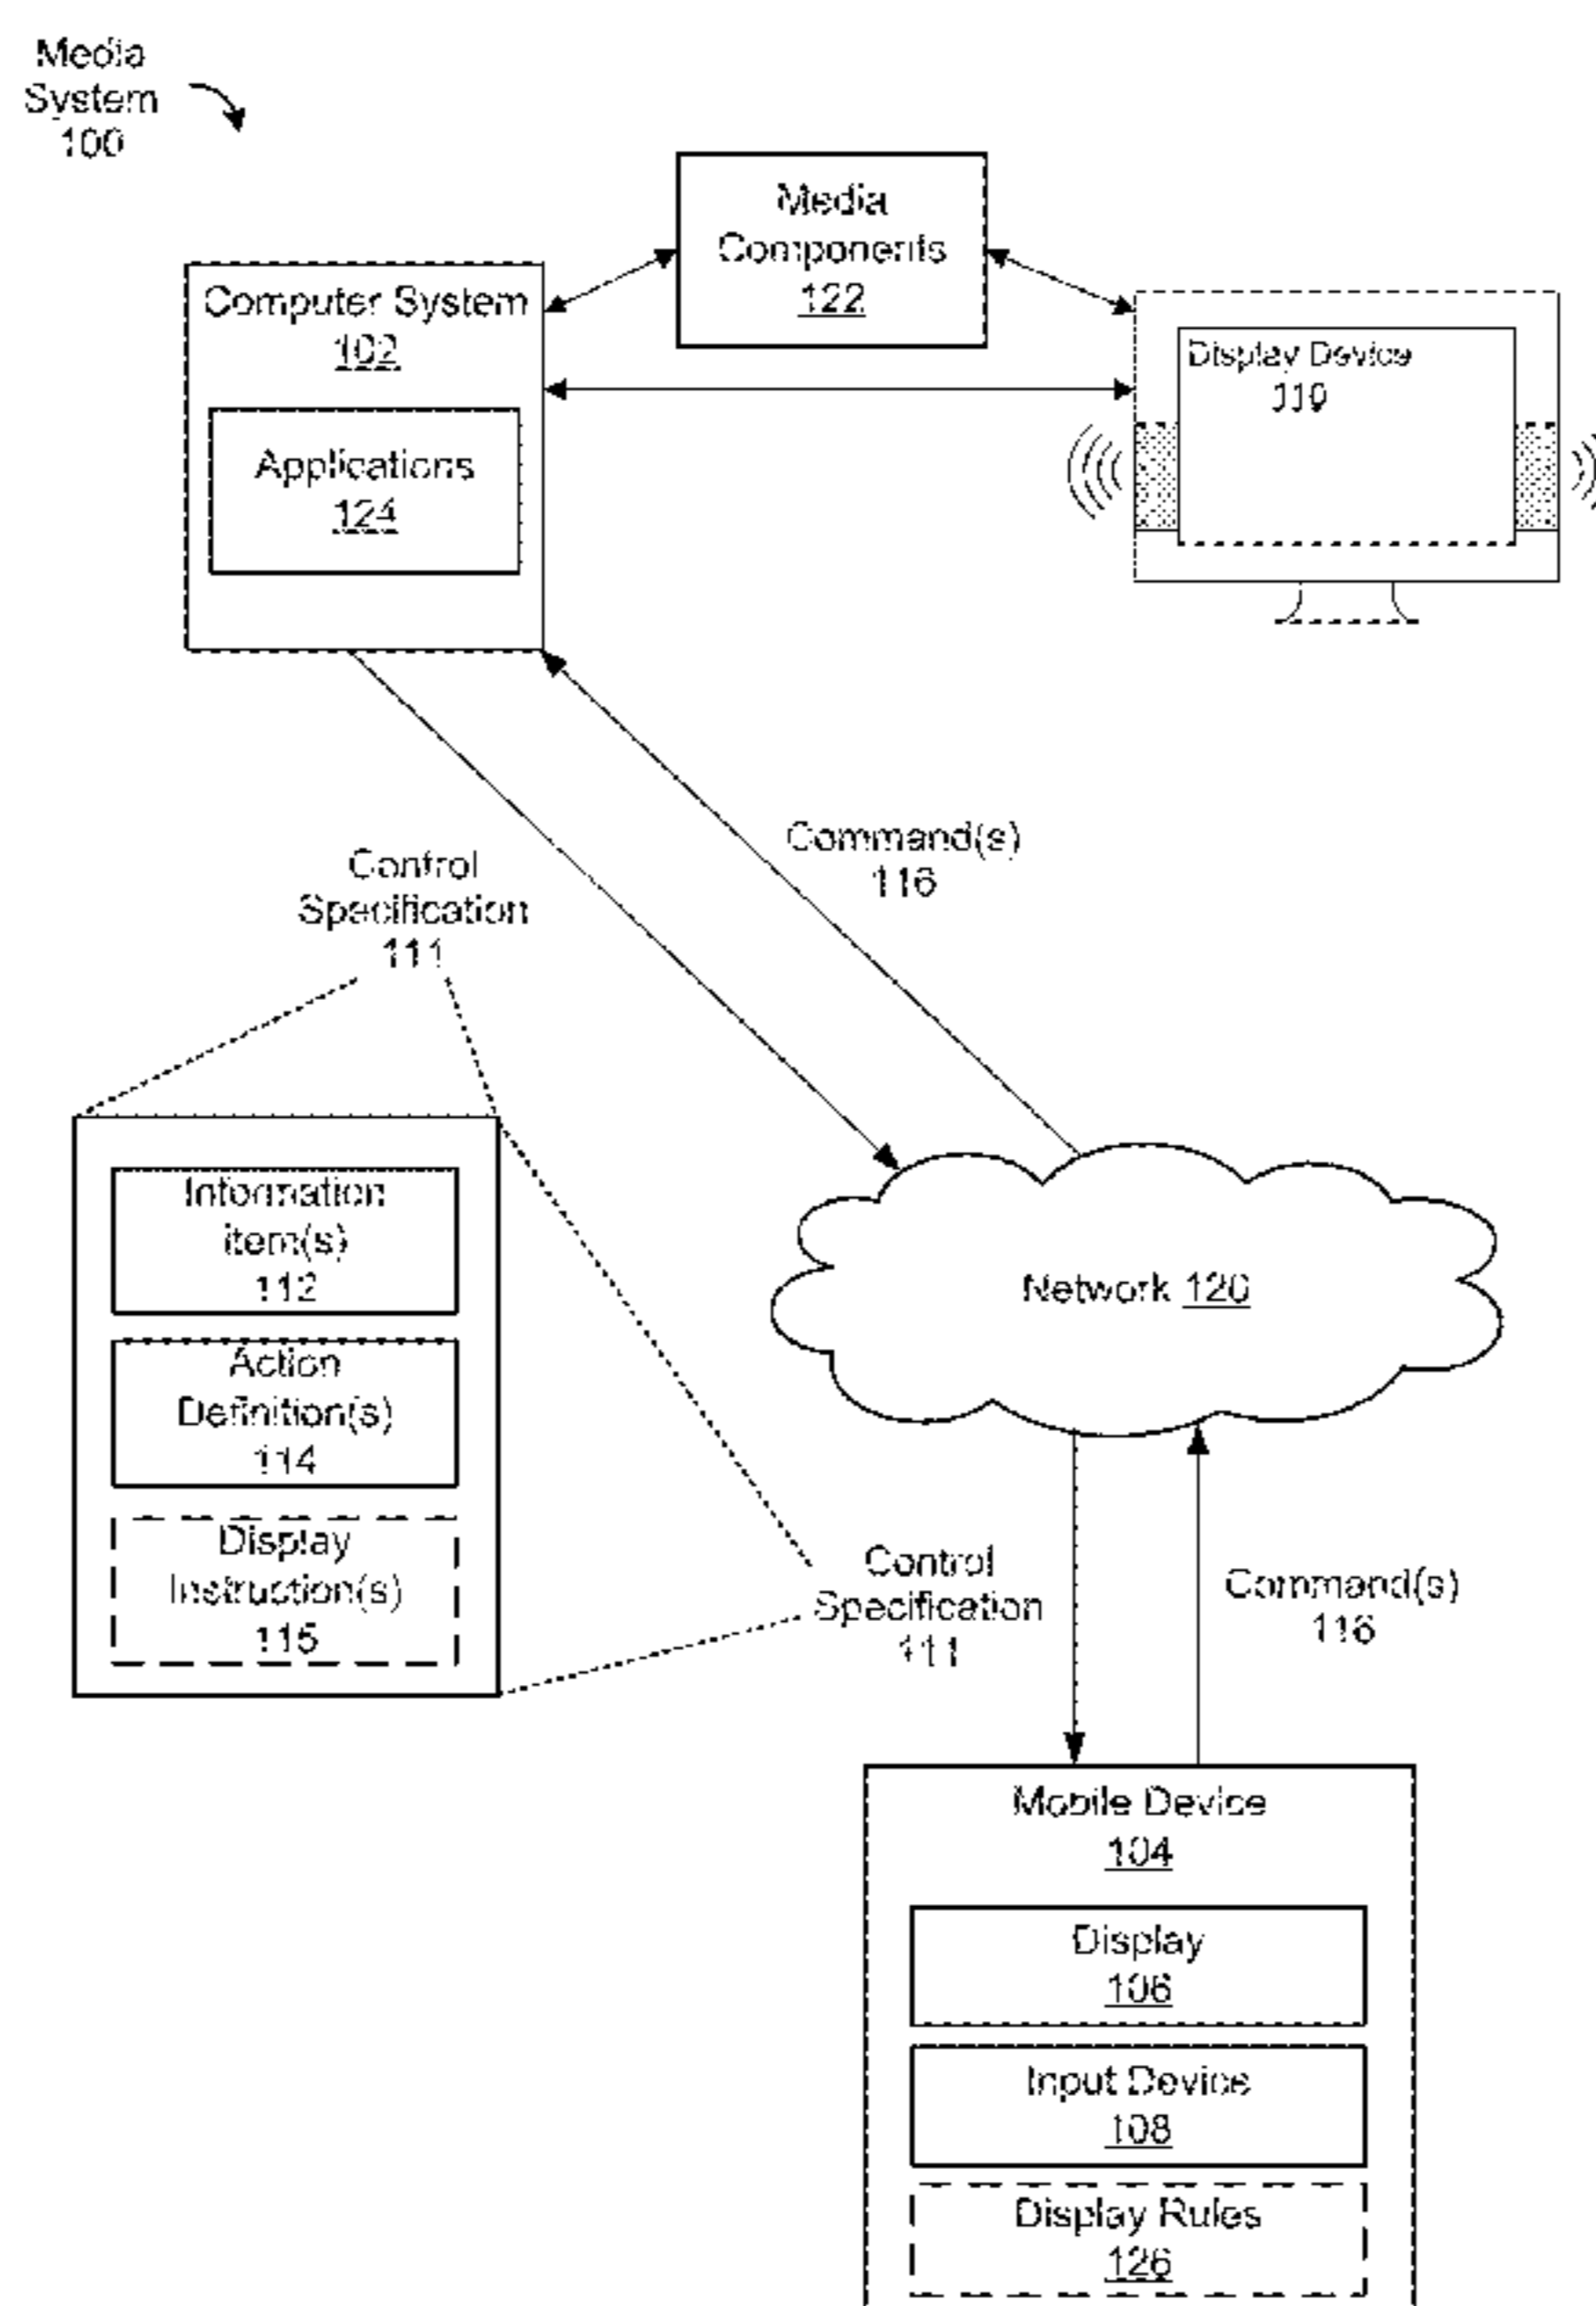 Media
System
100
Media
Components
122
Computer System
102
Applications
124
Display Device
110
Command(s)
116
Control
Specification
111
Information
item(s)
112
Action
Definition(s)
114
Display
Instruction(s)
115
Network 120
Control
Specification
111
Command(s)
116
Mobile Device
104
Display
106
Input Device
108
Display Rules
126